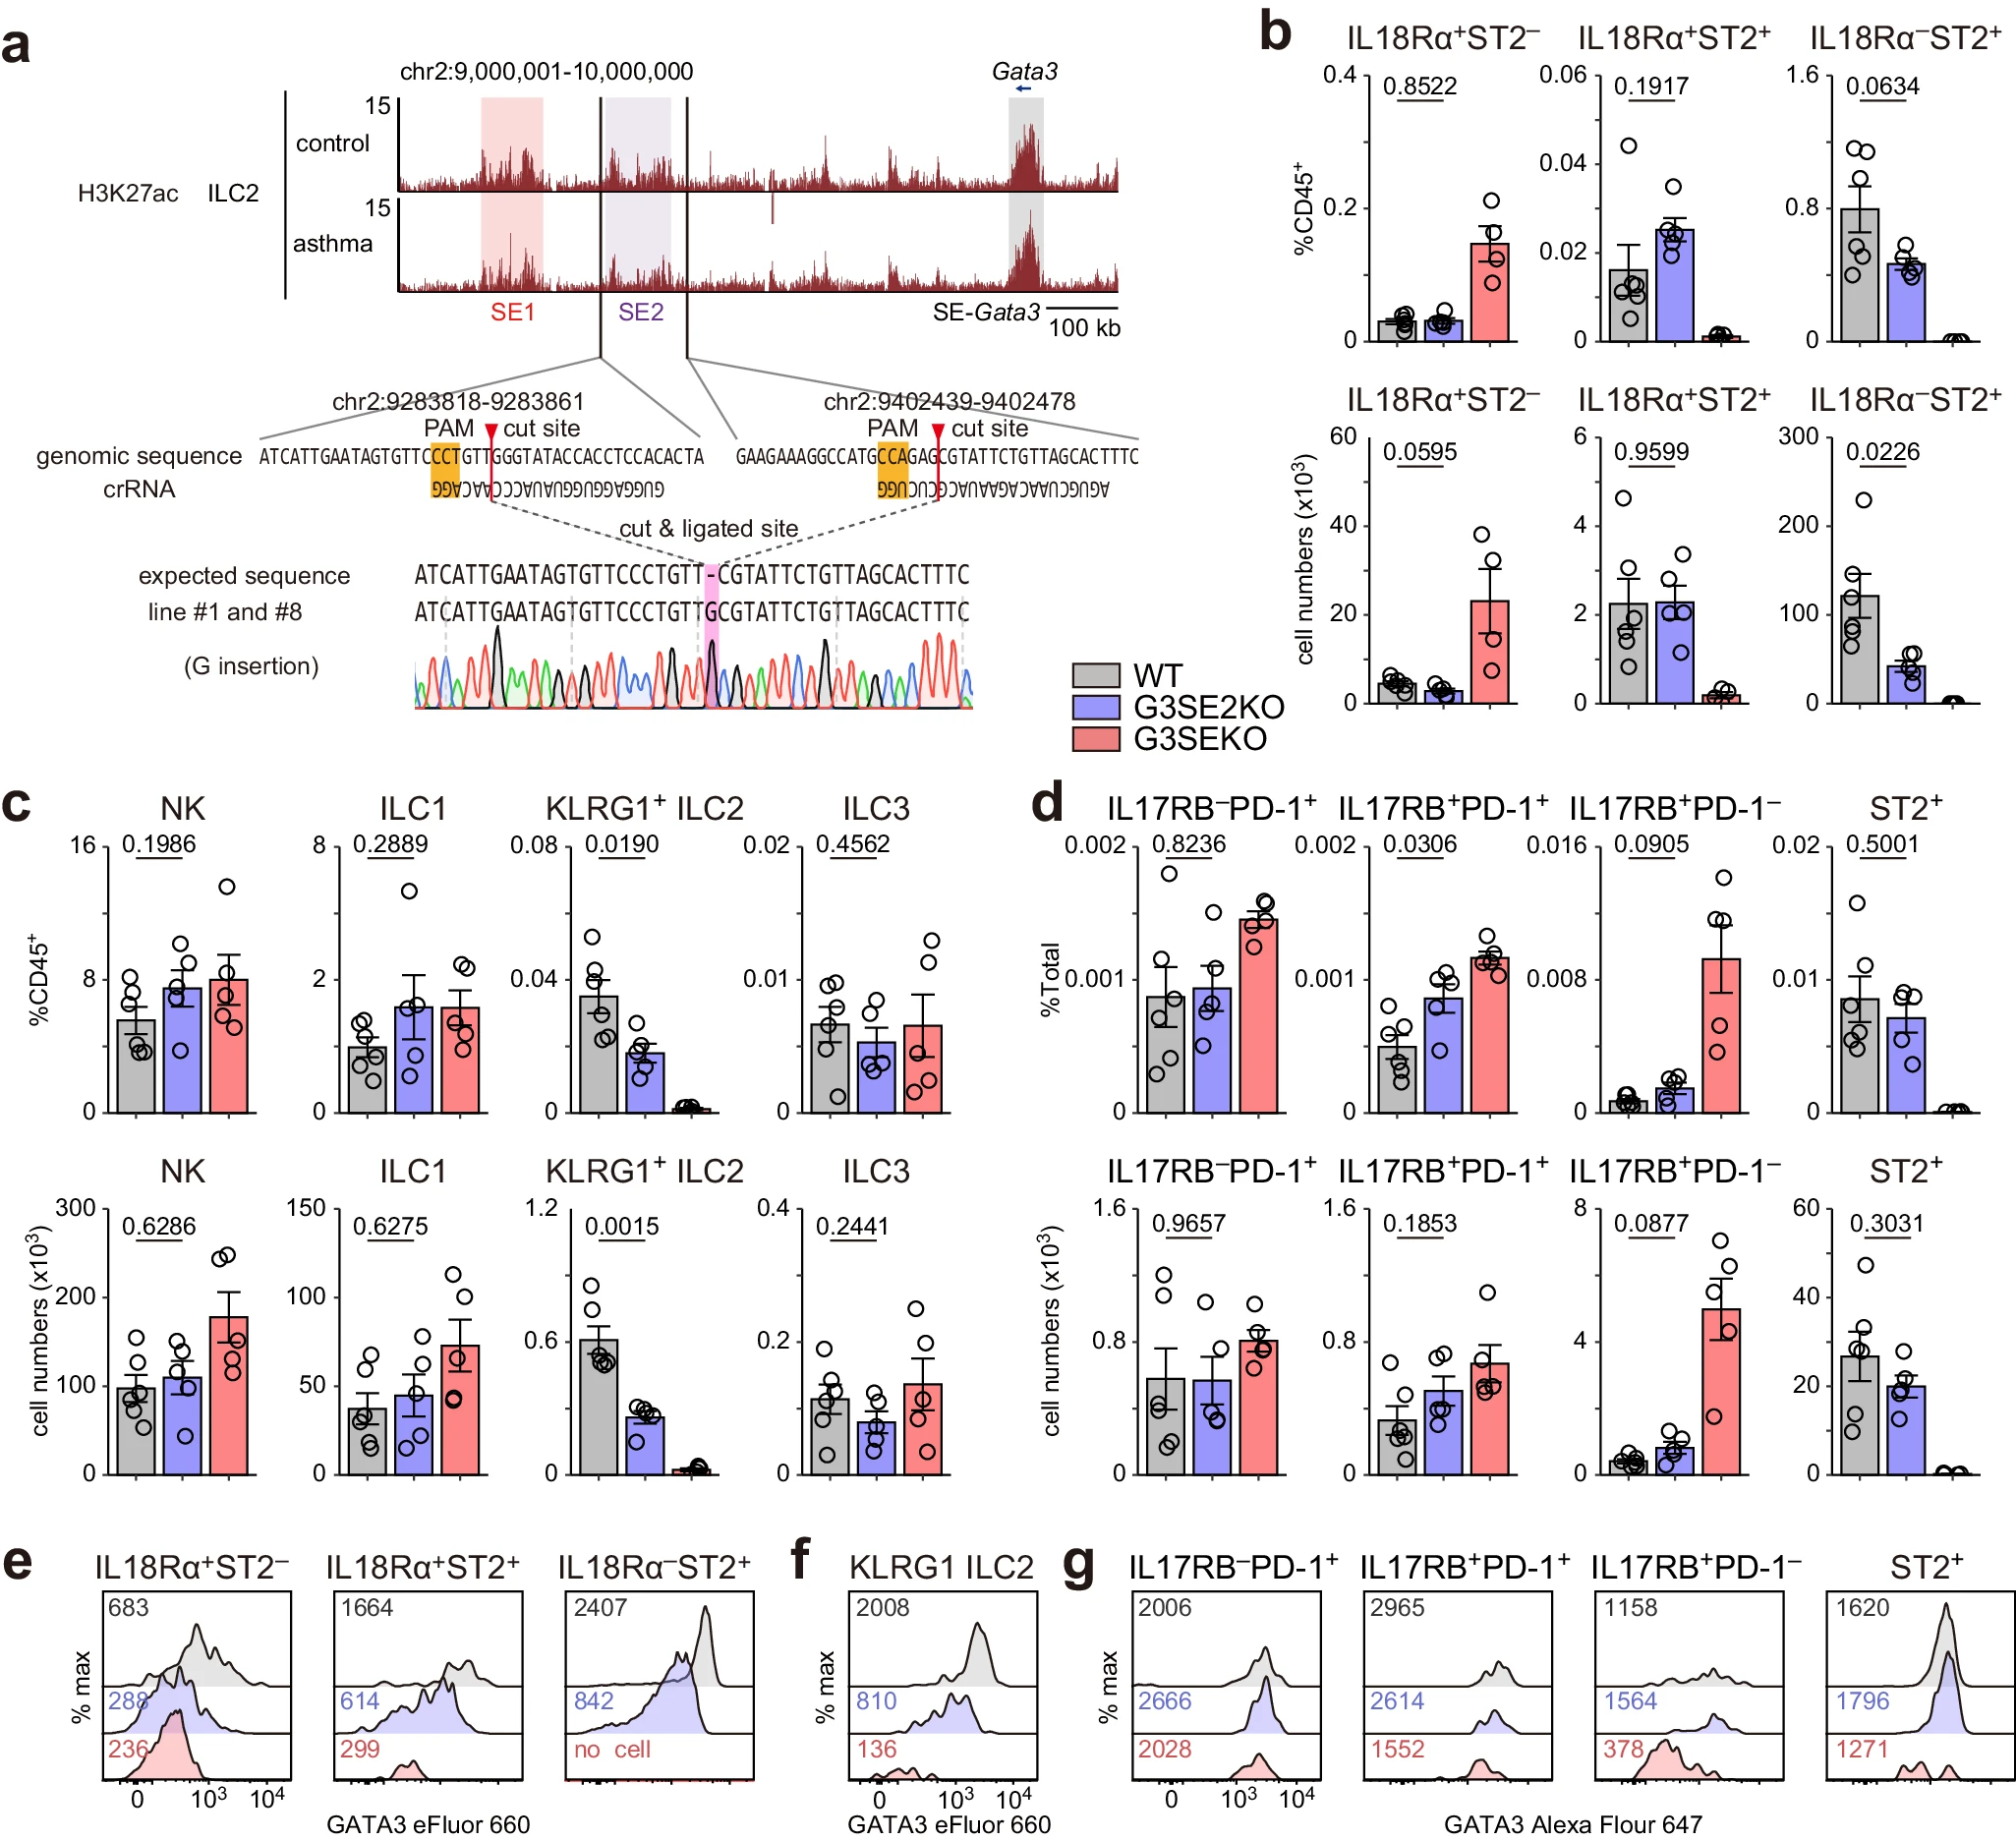 a
chr2:9,000,001-10,000,000
Gata3
H3K27ac
ILC2
control
15
asthma
15
SE1
SE2
SE-Gata3
100 kb
chr2:9283818-9283861
chr2:9402439-9402478
PAM
cut site
PAM
cut site
genomic sequence
ATCATTGAATAGTGTTCCCTGTTGGGTATACCACCTCCACACTA
GAAGAAAGGCCATGCCAGAGCGTATTCTGTTAGCACTTTC
crRNA
GGACAACCCAUAUGGUGGAGGUG
GGUCUCGCAUAAGACAAUCGUGA
cut & ligated site
expected sequence
ATCATTGAATAGTGTTCCCTGTT-CGTATTCTGTTAGCACTTTC
line #1 and #8
ATCATTGAATAGTGTTCCCTGTTGCGTATTCTGTTAGCACTTTC
(G insertion)
WT
G3SE2KO
G3SEKO
b
IL18Rα+ST2–
IL18Rα+ST2+
IL18Rα–ST2+
%CD45+
0.4
0.2
0
0.8522
0.06
0.04
0.02
0
0.1917
1.6
0.8
0
0.0634
IL18Rα+ST2–
IL18Rα+ST2+
IL18Rα–ST2+
cell numbers (x10³)
60
40
20
0
0.0595
6
4
2
0
0.9599
300
200
100
0
0.0226
c
NK
ILC1
KLRG1+ ILC2
ILC3
%CD45+
16
8
0
0.1986
8
2
0
0.2889
0.08
0.04
0
0.0190
0.02
0.01
0
0.4562
NK
ILC1
KLRG1+ ILC2
ILC3
cell numbers (x10³)
300
200
100
0
0.6286
150
100
50
0
0.6275
1.2
0.6
0
0.0015
0.4
0.2
0
0.2441
d
IL17RB–PD-1+
IL17RB+PD-1+
IL17RB+PD-1–
ST2+
%Total
0.002
0.001
0
0.8236
0.002
0.001
0
0.0306
0.016
0.008
0
0.0905
0.02
0.01
0
0.5001
IL17RB–PD-1+
IL17RB+PD-1+
IL17RB+PD-1–
ST2+
cell numbers (x10³)
1.6
0.8
0
0.9657
1.6
0.8
0
0.1853
8
4
0
0.0877
60
40
20
0
0.3031
e
IL18Rα+ST2–
IL18Rα+ST2+
IL18Rα–ST2+
% max
683
288
236
1664
614
299
2407
842
no cell
0
10³
10⁴
GATA3 eFluor 660
f
KLRG1 ILC2
% max
2008
810
136
0
10³
10⁴
GATA3 eFluor 660
g
IL17RB–PD-1+
IL17RB+PD-1+
IL17RB+PD-1–
ST2+
% max
2006
2666
2028
2965
2614
1552
1158
1564
378
1620
1796
1271
0
10³
10⁴
GATA3 Alexa Flour 647